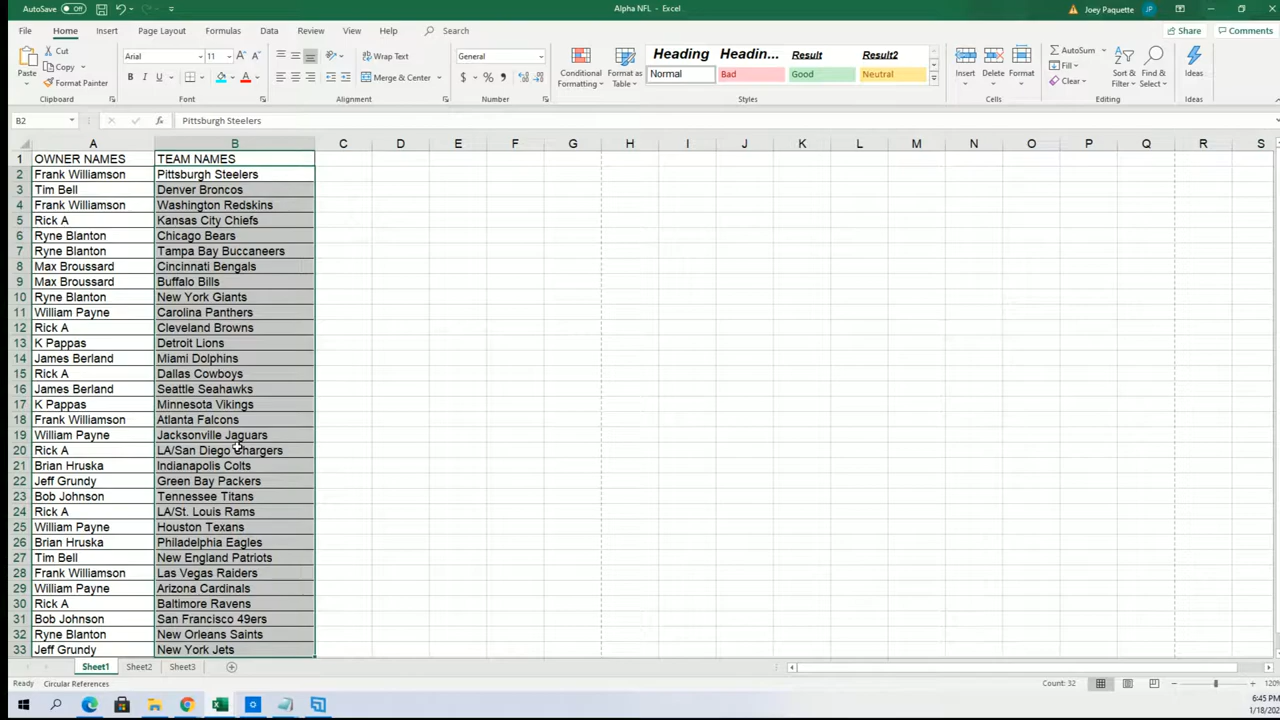 AutoSave Off Alpha NFL - Excel Joey Paquette JP
File Home Insert Page Layout Formulas Data Review View Help Search Share Comments
Cut
Copy
Format Painter
Paste
Clipboard
Arial 11
B I U
Font
Wrap Text
Merge & Center
Alignment
General
$ % ,
Number
Conditional Formatting
Format as Table
Heading Headin... Result Result2
Normal Bad Good Neutral
Styles
Insert Delete Format
Cells
AutoSum
Fill
Clear
Sort & Filter
Find & Select
Editing
Ideas
Ideas
B2 fx Pittsburgh Steelers
A B C D E F G H I J K L M N O P Q R S
1 OWNER NAMES TEAM NAMES
2 Frank Williamson Pittsburgh Steelers
3 Tim Bell Denver Broncos
4 Frank Williamson Washington Redskins
5 Rick A Kansas City Chiefs
6 Ryne Blanton Chicago Bears
7 Ryne Blanton Tampa Bay Buccaneers
8 Max Broussard Cincinnati Bengals
9 Max Broussard Buffalo Bills
10 Ryne Blanton New York Giants
11 William Payne Carolina Panthers
12 Rick A Cleveland Browns
13 K Pappas Detroit Lions
14 James Berland Miami Dolphins
15 Rick A Dallas Cowboys
16 James Berland Seattle Seahawks
17 K Pappas Minnesota Vikings
18 Frank Williamson Atlanta Falcons
19 William Payne Jacksonville Jaguars
20 Rick A LA/San Diego Chargers
21 Brian Hruska Indianapolis Colts
22 Jeff Grundy Green Bay Packers
23 Bob Johnson Tennessee Titans
24 Rick A LA/St. Louis Rams
25 William Payne Houston Texans
26 Brian Hruska Philadelphia Eagles
27 Tim Bell New England Patriots
28 Frank Williamson Las Vegas Raiders
29 William Payne Arizona Cardinals
30 Rick A Baltimore Ravens
31 Bob Johnson San Francisco 49ers
32 Ryne Blanton New Orleans Saints
33 Jeff Grundy New York Jets
Sheet1 Sheet2 Sheet3
Ready Circular References Count: 32 120%
6:45 PM
1/18/202